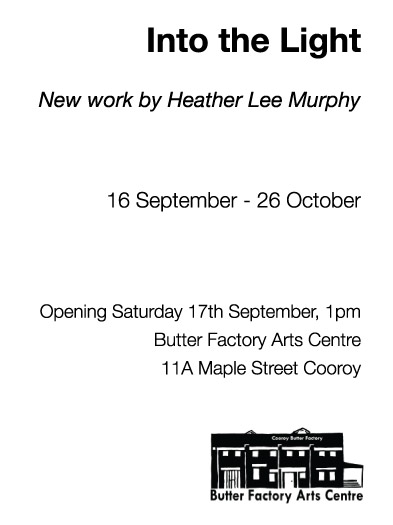 Into the Light
New work by Heather Lee Murphy
16 September - 26 October
Opening Saturday 17th September, 1pm
Butter Factory Arts Centre
11A Maple Street Cooroy
Cooroy Butter Factory
Butter Factory Arts Centre